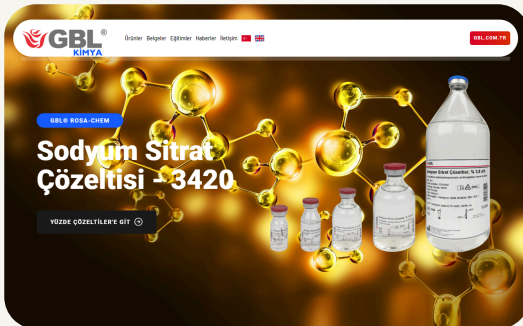 GBL®
KİMYA
Ürünler Belgeler Eğitimler Haberler İletişim
GBL.COM.TR
GBL® ROSA-CHEM
Sodyum Sitrat
Çözeltisi - 3420
YÜZDE ÇÖZELTİLER'E GİT
Sodyum Sitrat Çözeltisi, % 3,8